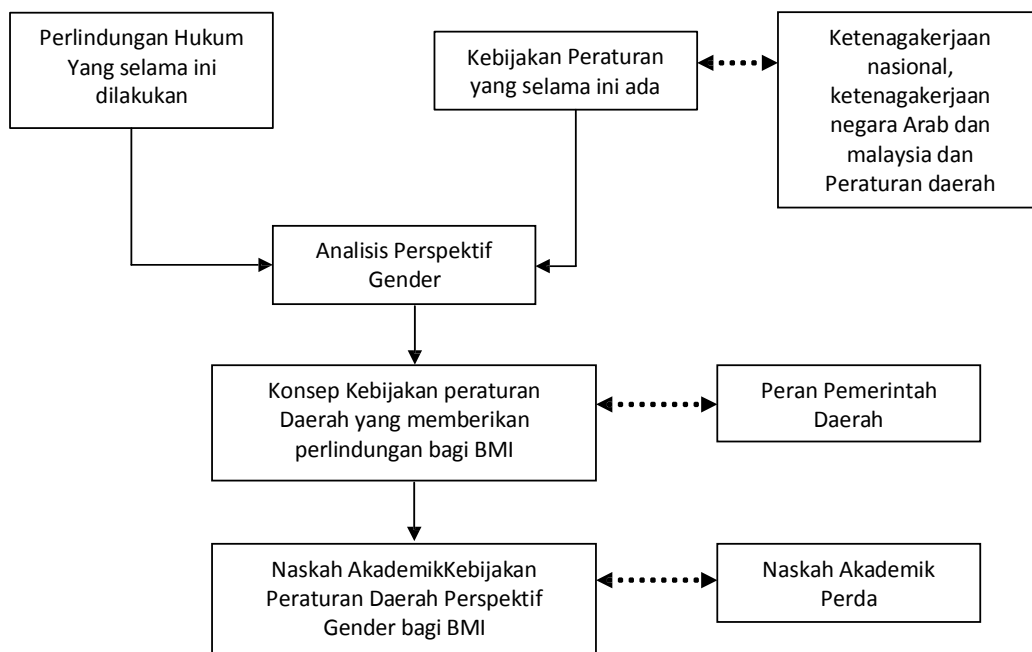 Perlindungan Hukum
Yang selama ini
dilakukan
Kebijakan Peraturan
yang selama ini ada
Ketenagakerjaan
nasional,
ketenagakerjaan
negara Arab dan
malaysia dan
Peraturan daerah
Analisis Perspektif
Gender
Konsep Kebijakan peraturan
Daerah yang memberikan
perlindungan bagi BMI
Peran Pemerintah
Daerah
Naskah AkademikKebijakan
Peraturan Daerah Perspektif
Gender bagi BMI
Naskah Akademik
Perda